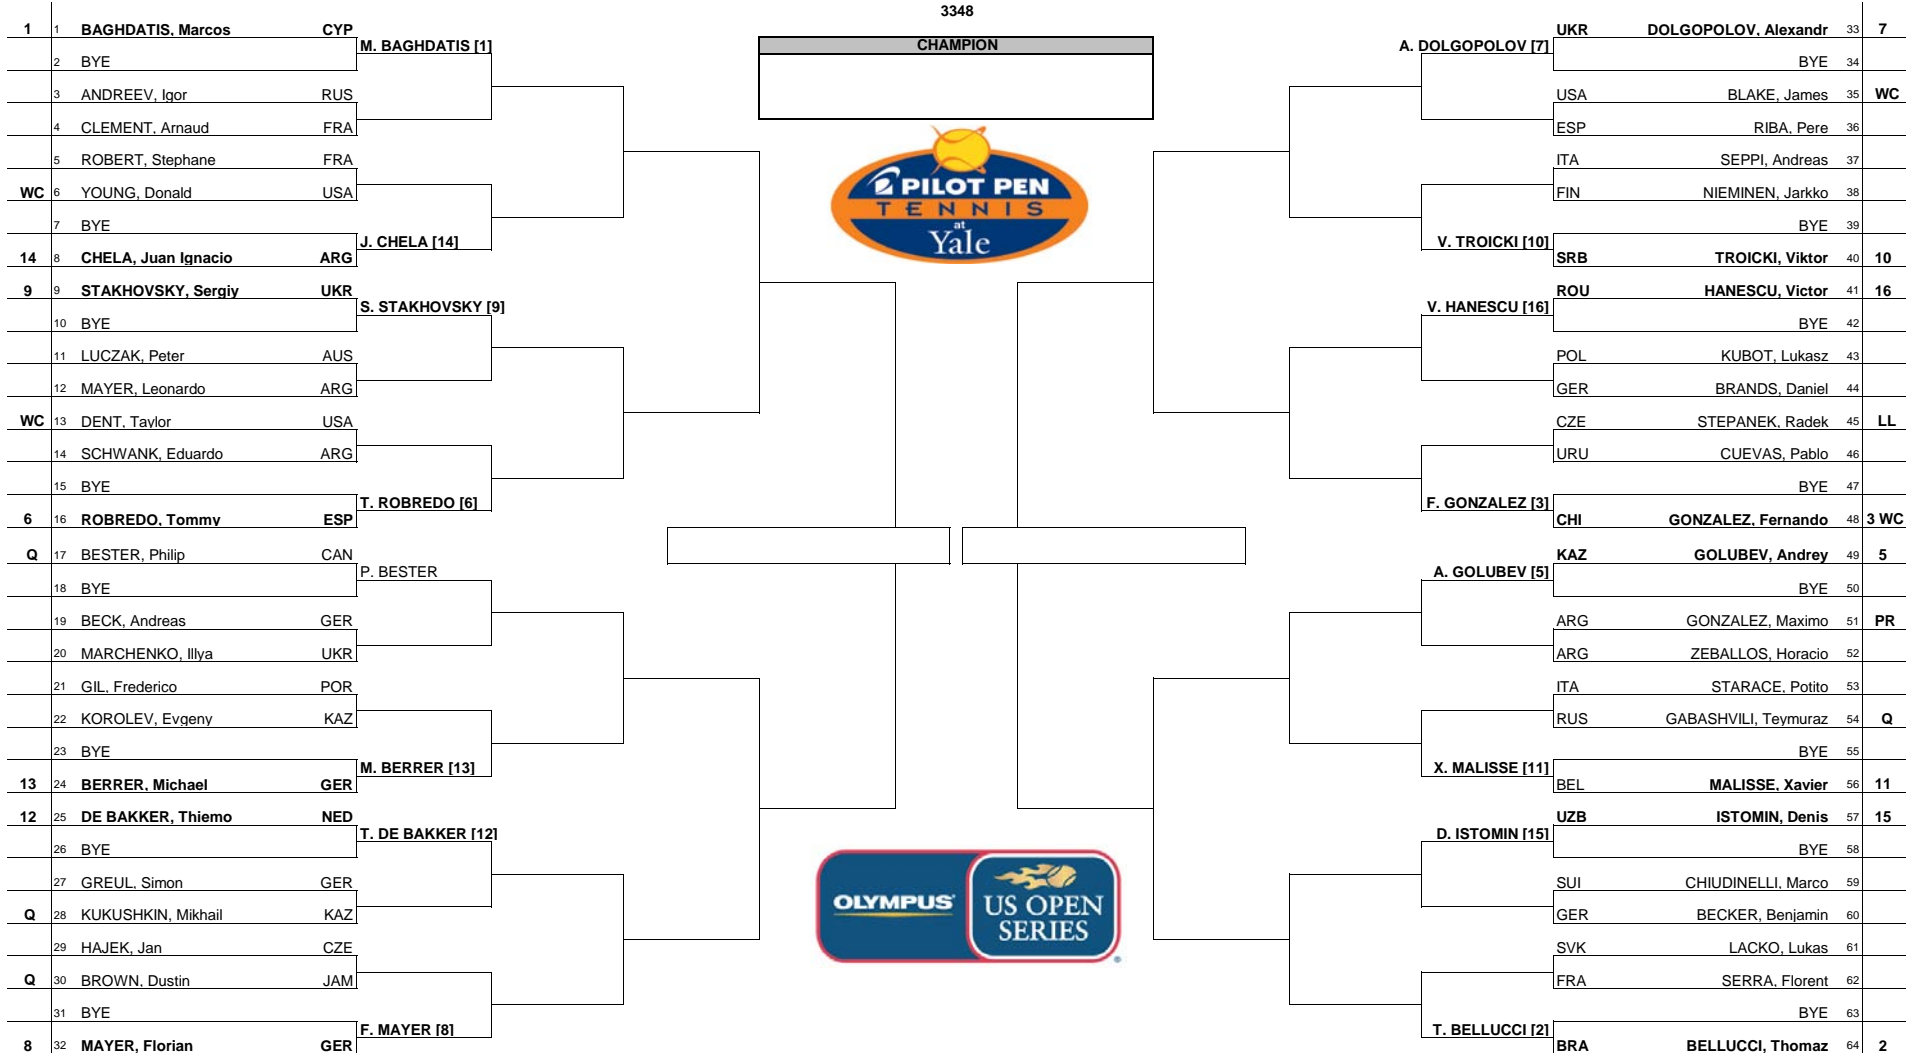 3348
CHAMPION
1 1 BAGHDATIS, Marcos CYP
M. BAGHDATIS [1]
2 BYE
3 ANDREEV, Igor RUS
4 CLEMENT, Arnaud FRA
5 ROBERT, Stephane FRA
WC 6 YOUNG, Donald USA
7 BYE
J. CHELA [14]
14 8 CHELA, Juan Ignacio ARG
9 9 STAKHOVSKY, Sergiy UKR
S. STAKHOVSKY [9]
10 BYE
11 LUCZAK, Peter AUS
12 MAYER, Leonardo ARG
WC 13 DENT, Taylor USA
14 SCHWANK, Eduardo ARG
15 BYE
T. ROBREDO [6]
6 16 ROBREDO, Tommy ESP
Q 17 BESTER, Philip CAN
P. BESTER
18 BYE
19 BECK, Andreas GER
20 MARCHENKO, Illya UKR
21 GIL, Frederico POR
22 KOROLEV, Evgeny KAZ
23 BYE
M. BERRER [13]
13 24 BERRER, Michael GER
12 25 DE BAKKER, Thiemo NED
T. DE BAKKER [12]
26 BYE
27 GREUL, Simon GER
Q 28 KUKUSHKIN, Mikhail KAZ
29 HAJEK, Jan CZE
Q 30 BROWN, Dustin JAM
31 BYE
F. MAYER [8]
8 32 MAYER, Florian GER
PILOT PEN
TENNIS
at
Yale
OLYMPUS
US OPEN
SERIES
UKR DOLGOPOLOV, Alexandr 33 7
A. DOLGOPOLOV [7]
BYE 34
USA BLAKE, James 35 WC
ESP RIBA, Pere 36
ITA SEPPI, Andreas 37
FIN NIEMINEN, Jarkko 38
BYE 39
V. TROICKI [10]
SRB TROICKI, Viktor 40 10
ROU HANESCU, Victor 41 16
V. HANESCU [16]
BYE 42
POL KUBOT, Lukasz 43
GER BRANDS, Daniel 44
CZE STEPANEK, Radek 45 LL
URU CUEVAS, Pablo 46
BYE 47
F. GONZALEZ [3]
CHI GONZALEZ, Fernando 48 3 WC
KAZ GOLUBEV, Andrey 49 5
A. GOLUBEV [5]
BYE 50
ARG GONZALEZ, Maximo 51 PR
ARG ZEBALLOS, Horacio 52
ITA STARACE, Potito 53
RUS GABASHVILI, Teymuraz 54 Q
BYE 55
X. MALISSE [11]
BEL MALISSE, Xavier 56 11
UZB ISTOMIN, Denis 57 15
D. ISTOMIN [15]
BYE 58
SUI CHIUDINELLI, Marco 59
GER BECKER, Benjamin 60
SVK LACKO, Lukas 61
FRA SERRA, Florent 62
BYE 63
T. BELLUCCI [2]
BRA BELLUCCI, Thomaz 64 2